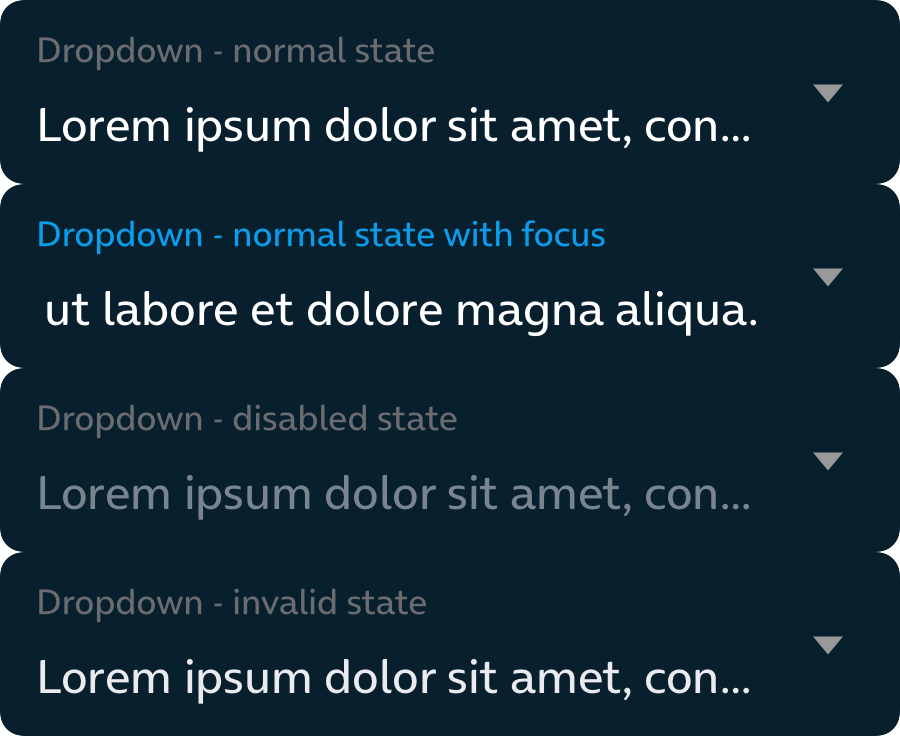 Dropdown - normal state
Lorem ipsum dolor sit amet, con...
Dropdown - normal state with focus
ut labore et dolore magna aliqua.
Dropdown - disabled state
Lorem ipsum dolor sit amet, con...
Dropdown - invalid state
Lorem ipsum dolor sit amet, con...